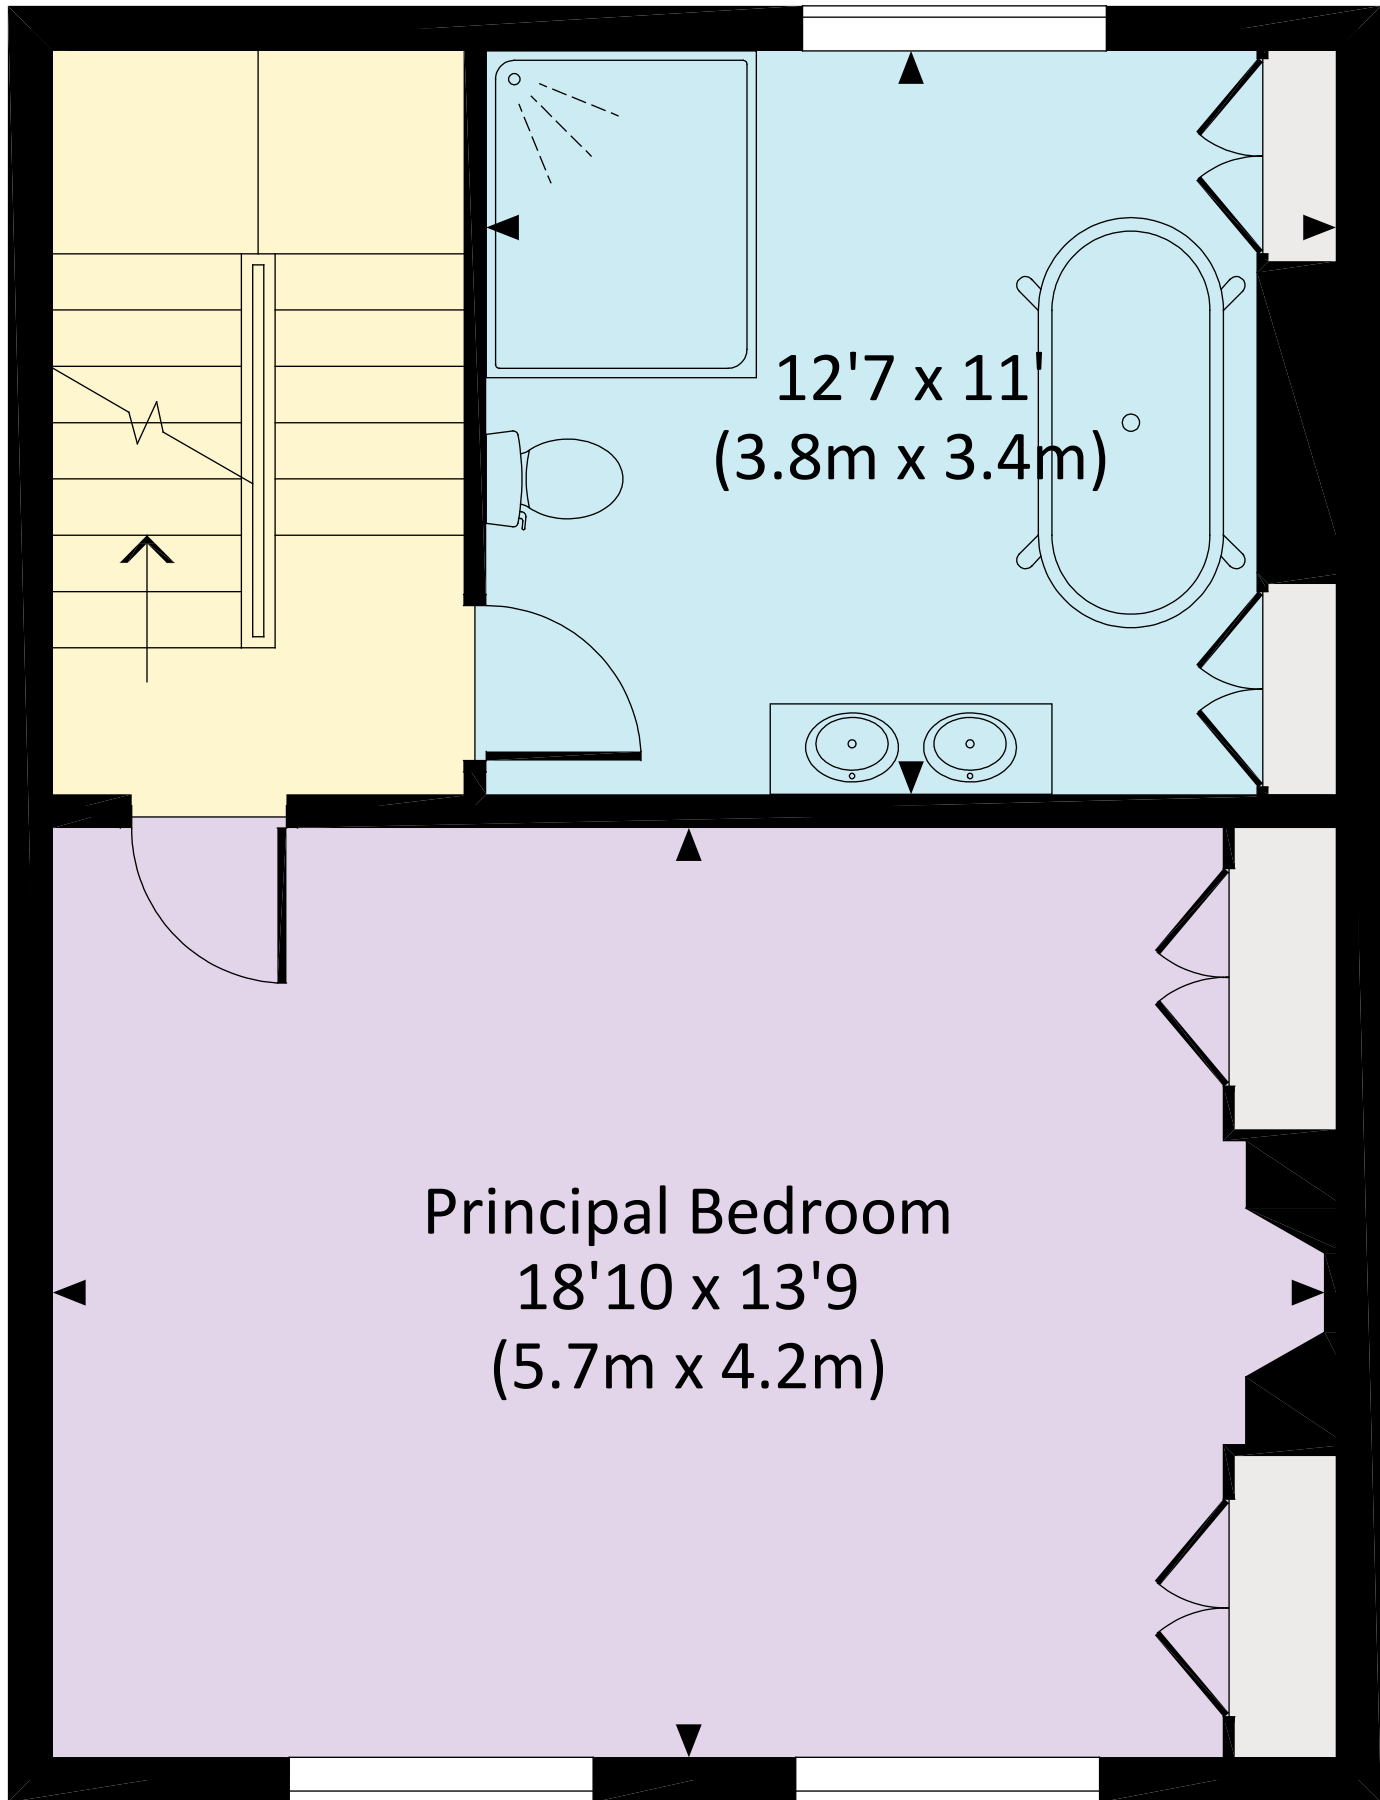 12'7 x 11'
(3.8m x 3.4m)
Principal Bedroom
18'10 x 13'9
(5.7m x 4.2m)